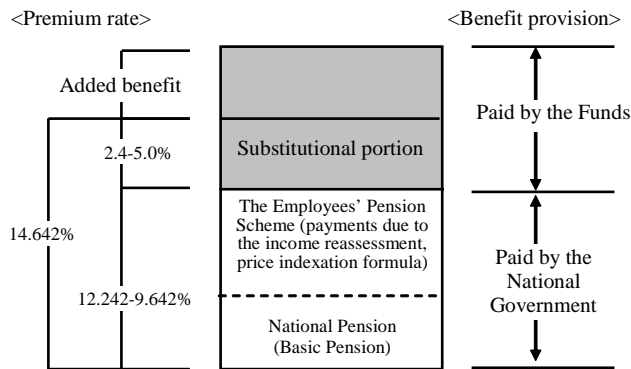 <Premium rate>
<Benefit provision>
Added benefit
Paid by the Funds
2.4-5.0%
Substitutional portion
The Employees' Pension
Scheme (payments due to
the income reassessment,
price indexation formula)
14.642%
Paid by the
National
Government
12.242-9.642%
National Pension
(Basic Pension)